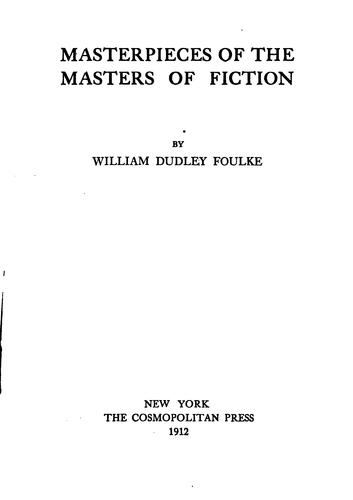 MASTERPIECES OF THE
MASTERS OF FICTION
BY
WILLIAM DUDLEY FOULKE
NEW YORK
THE COSMOPOLITAN PRESS
1912